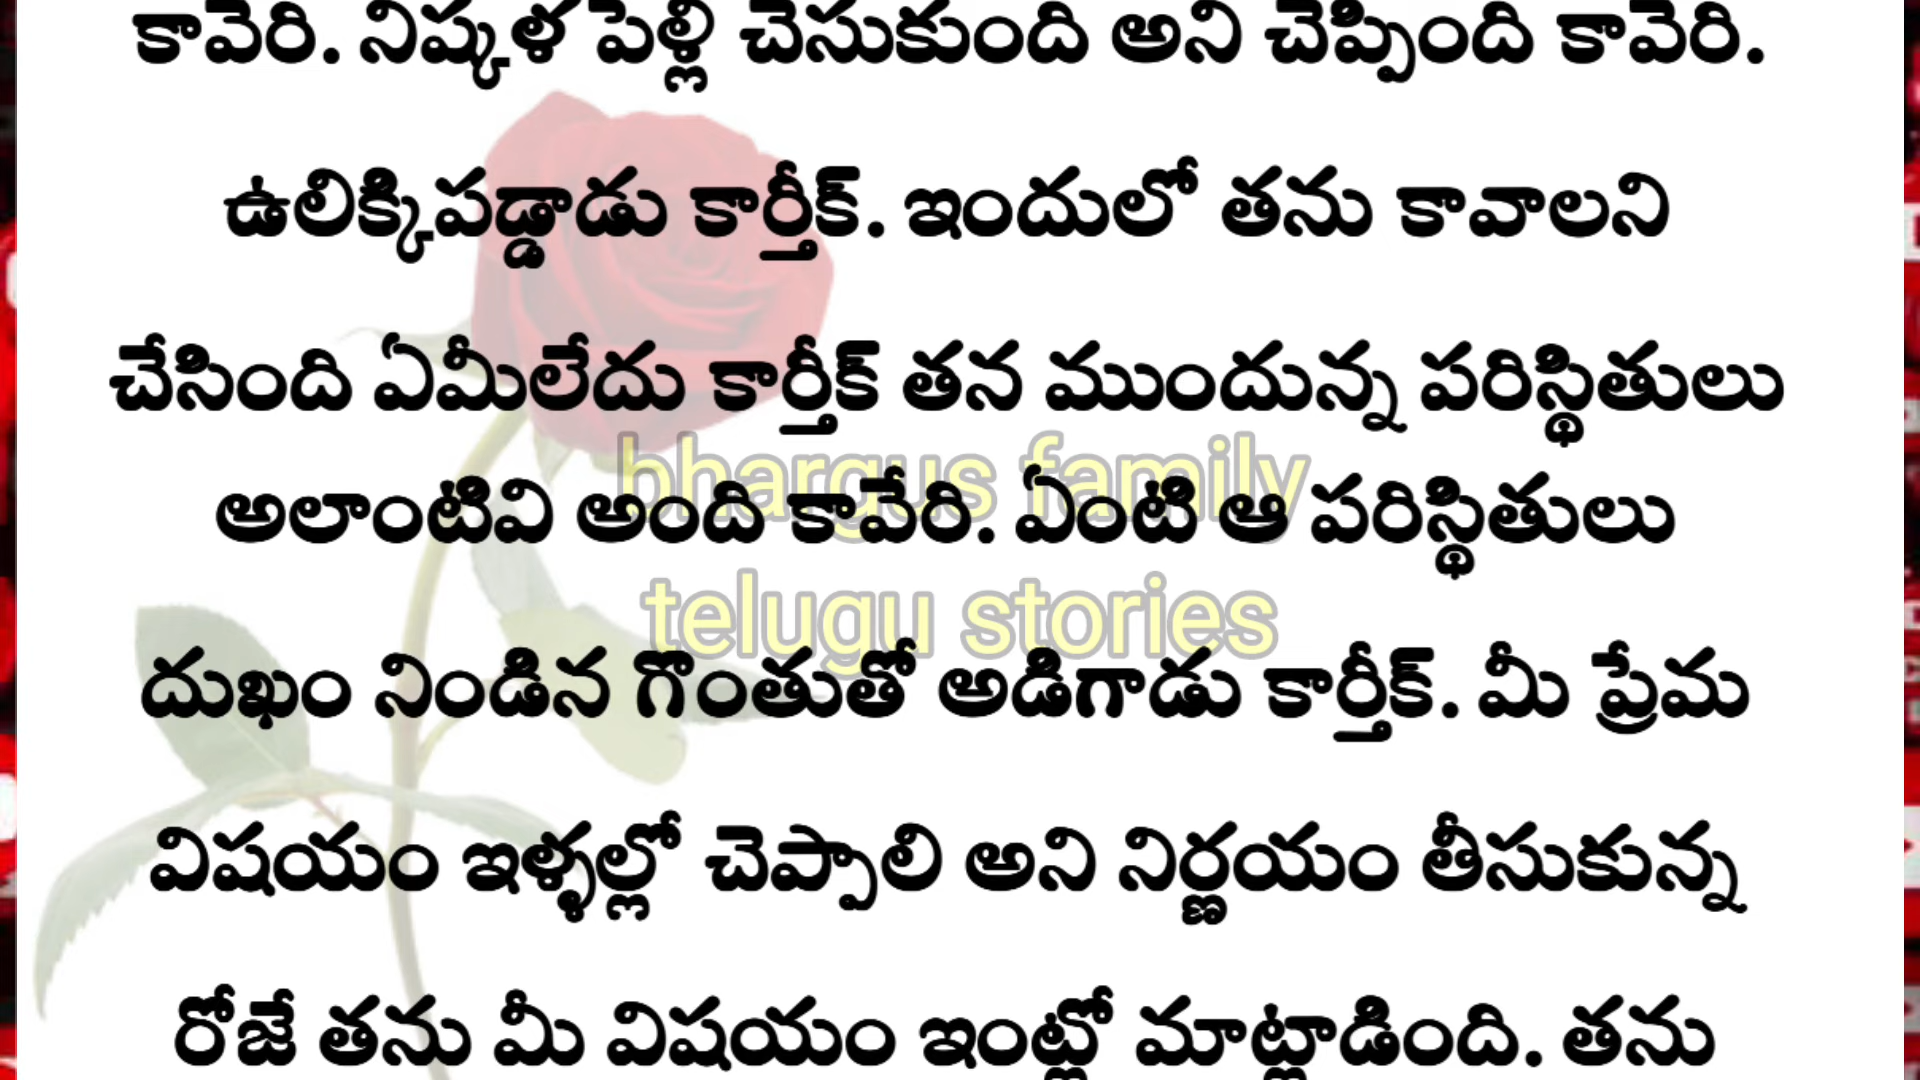 కావేరి. నిష్కళ పెళ్లి చేసుకుంది అని చెప్పింది కావేరి.
ఉలిక్కిపడ్డాడు కార్తీక్. ఇందులో తను కావాలని
చేసింది ఏమీలేదు కార్తీక్ తన ముందున్న పరిస్థితులు
bhargus family
అలాంటివి అంది కావేరి. ఏంటి ఆ పరిస్థితులు
telugu stories
దుఖం నిండిన గొంతుతో అడిగాడు కార్తీక్. మీ ప్రేమ
విషయం ఇళ్ళల్లో చెప్పాలి అని నిర్ణయం తీసుకున్న
రోజే తను మీ విషయం ఇంట్లో మాట్లాడింది. తను